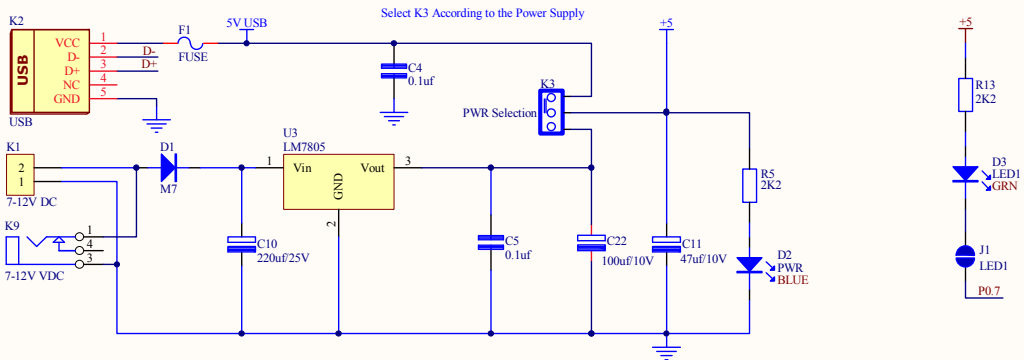 Select K3 According to the Power Supply
K2
USB
VCC 1
D- 2 D-
D+ 3 D+
NC 4
GND 5
USB
F1
FUSE
5V USB
C4
0.1uf
K3
PWR Selection
+5
+5
R13
2K2
D3
LED1
GRN
J1
LED1
P0.7
K1
2
1
7-12V DC
D1
M7
U3
LM7805
1 Vin Vout 3
GND
2
K9
1
4
3
7-12V VDC
C10
220uf/25V
C5
0.1uf
C22
100uf/10V
C11
47uf/10V
R5
2K2
D2
PWR
BLUE